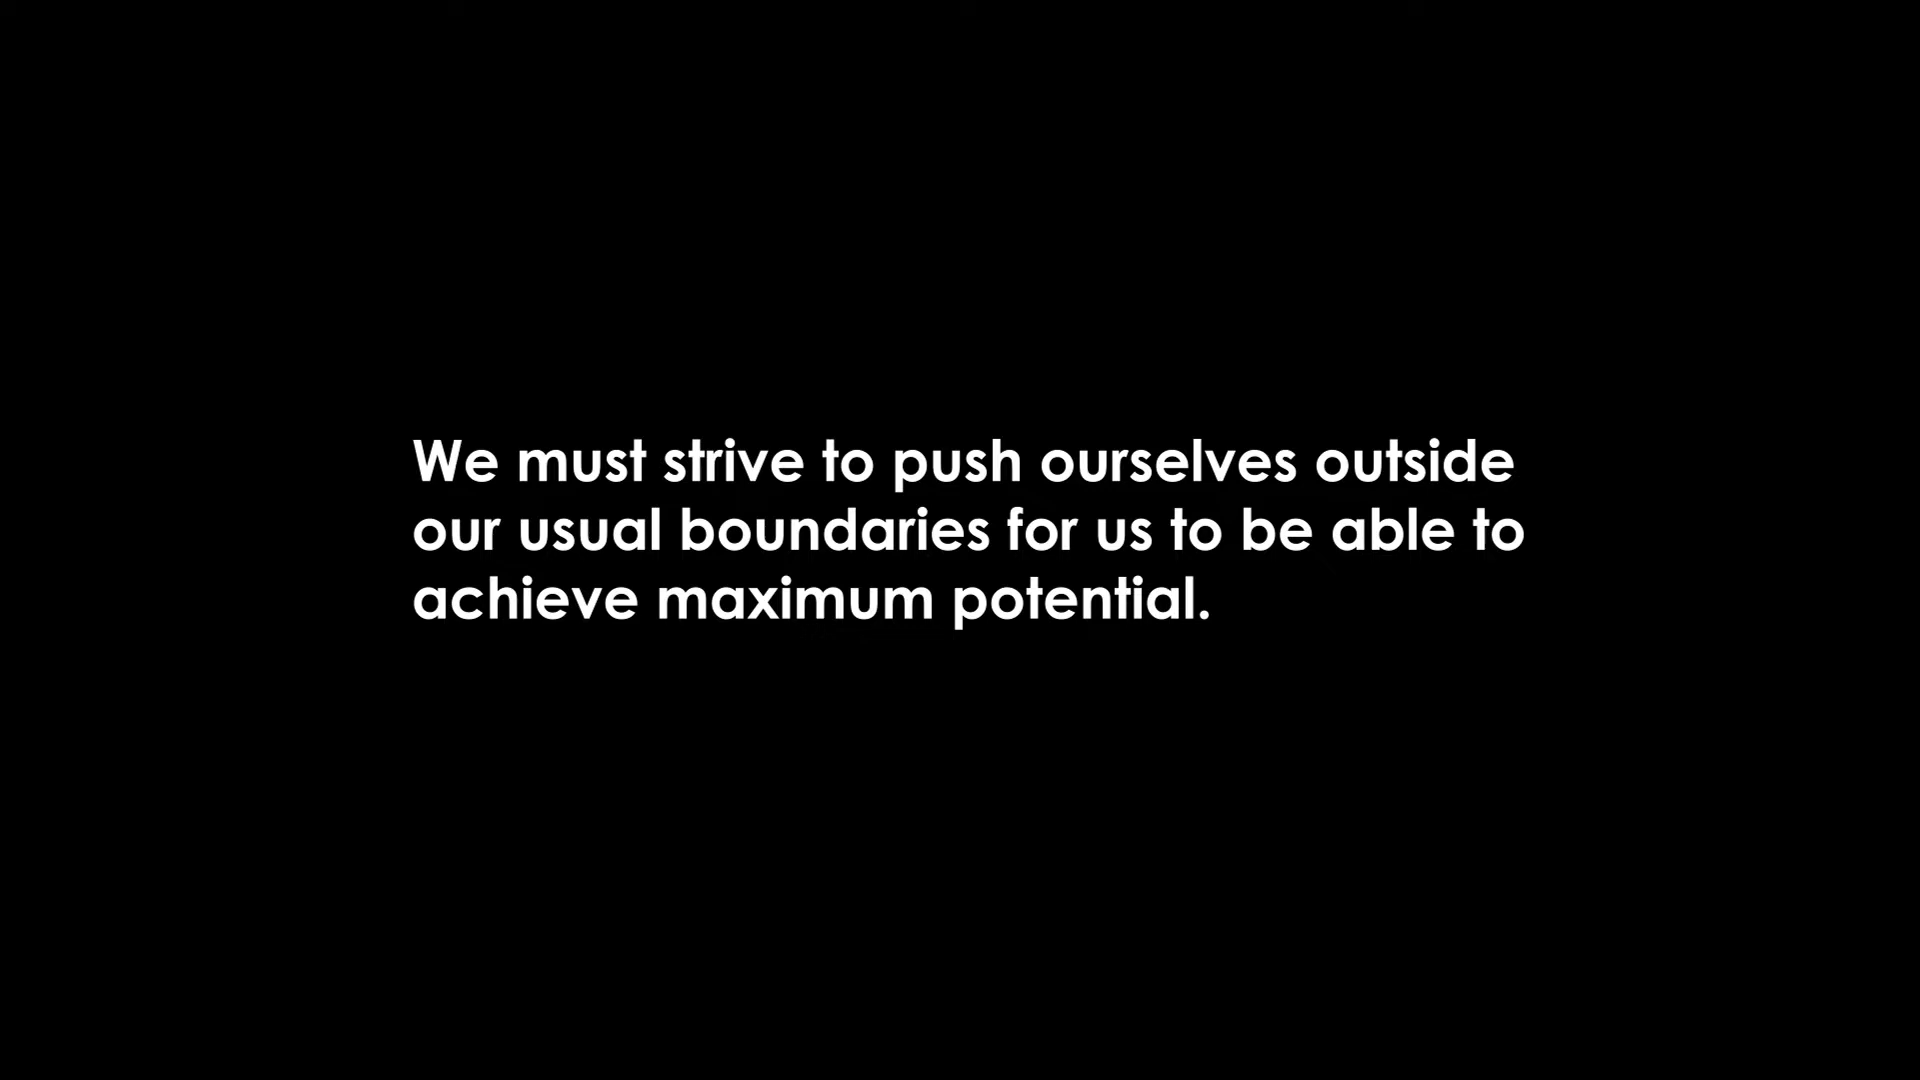 We must strive to push ourselves outside
our usual boundaries for us to be able to
achieve maximum potential.